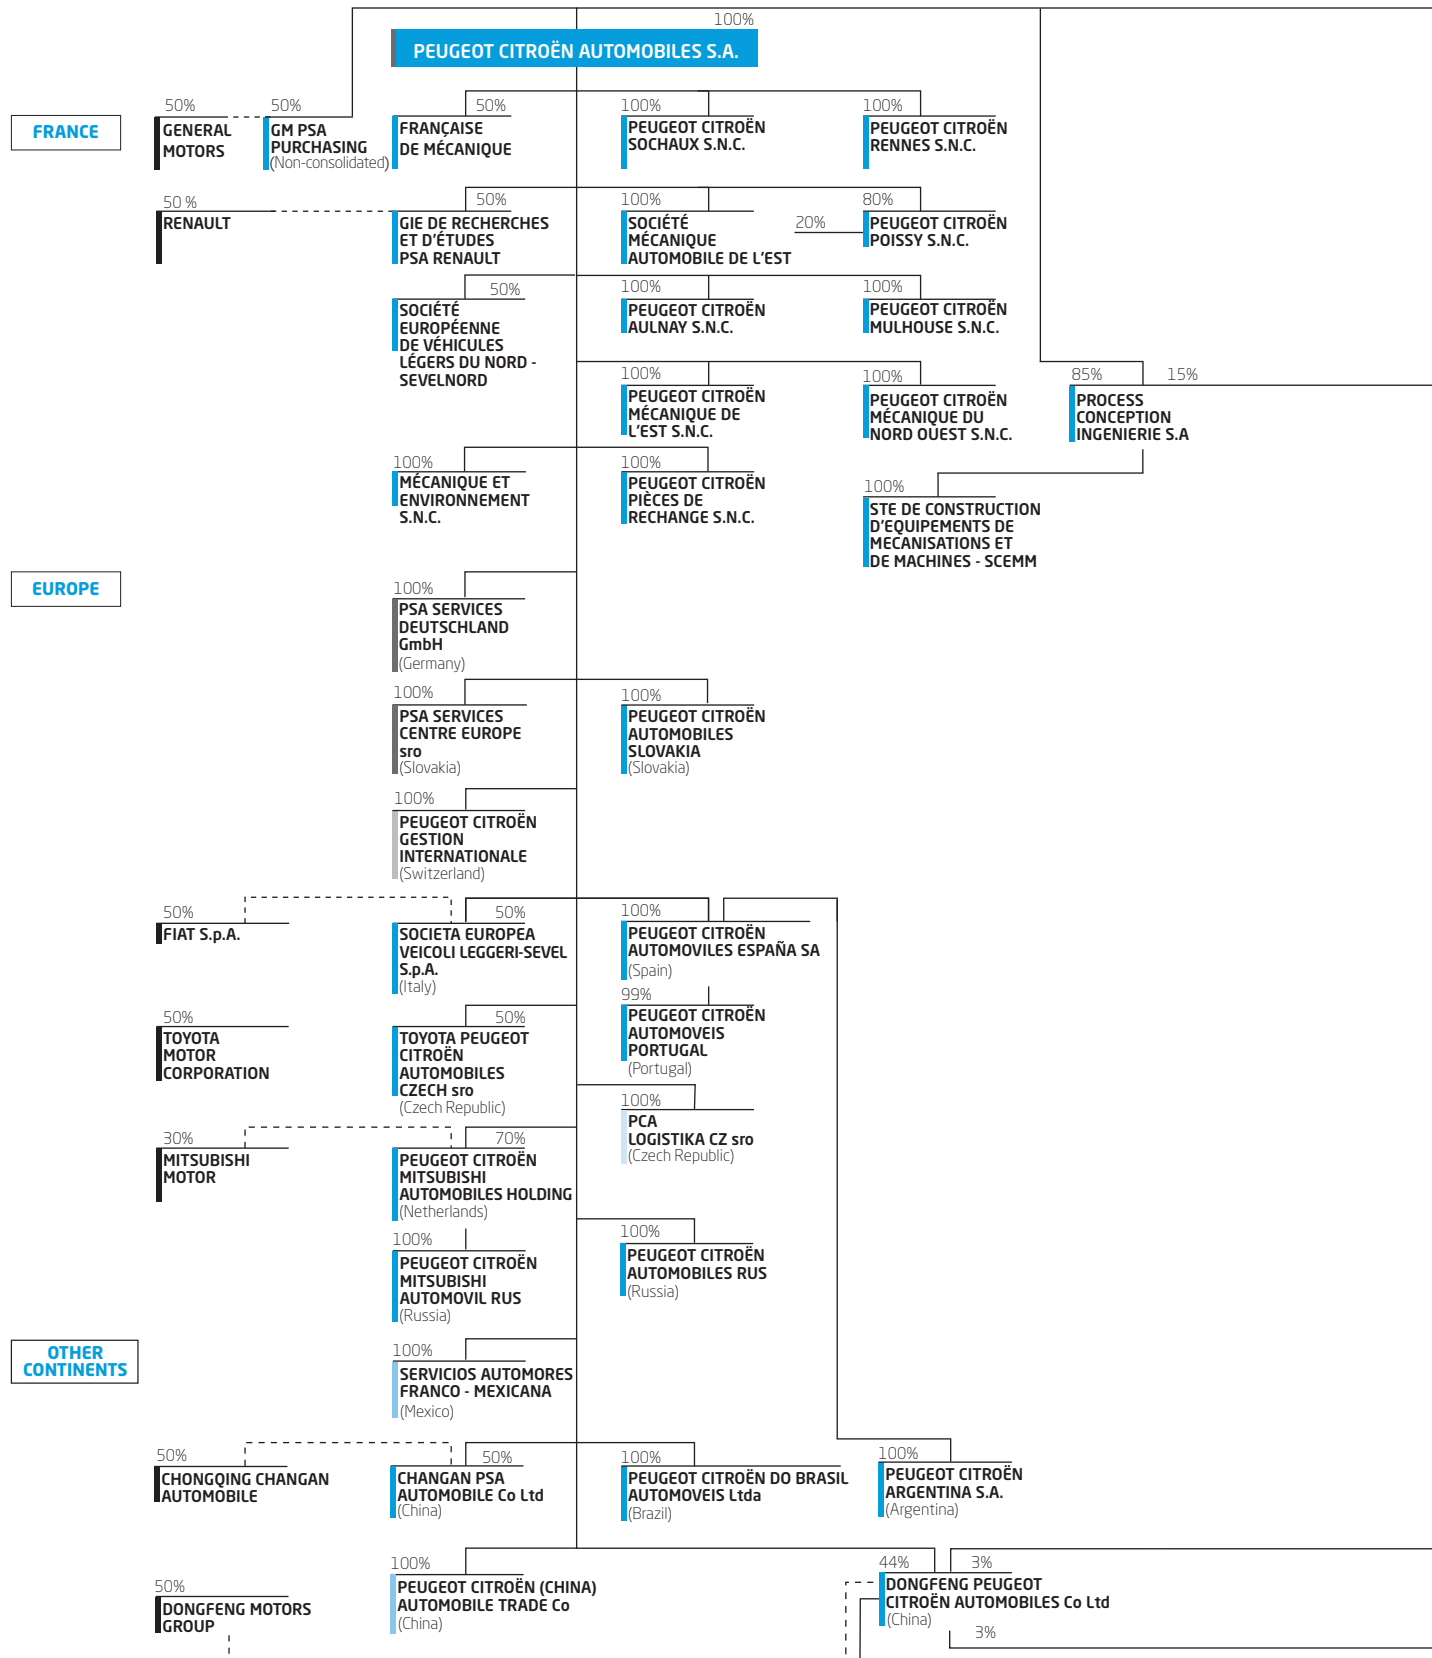 100%
PEUGEOT CITROËN AUTOMOBILES S.A.
FRANCE
50%
GENERAL
MOTORS
50%
GM PSA
PURCHASING
(Non-consolidated)
50%
FRANÇAISE
DE MÉCANIQUE
100%
PEUGEOT CITROËN
SOCHAUX S.N.C.
100%
PEUGEOT CITROËN
RENNES S.N.C.
50 %
RENAULT
50%
GIE DE RECHERCHES
ET D'ÉTUDES
PSA RENAULT
100%
SOCIÉTÉ
MÉCANIQUE
AUTOMOBILE DE L'EST
20%
80%
PEUGEOT CITROËN
POISSY S.N.C.
50%
SOCIÉTÉ
EUROPÉENNE
DE VÉHICULES
LÉGERS DU NORD -
SEVELNORD
100%
PEUGEOT CITROËN
AULNAY S.N.C.
100%
PEUGEOT CITROËN
MULHOUSE S.N.C.
100%
PEUGEOT CITROËN
MÉCANIQUE DE
L'EST S.N.C.
100%
PEUGEOT CITROËN
MÉCANIQUE DU
NORD OUEST S.N.C.
85%
15%
PROCESS
CONCEPTION
INGENIERIE S.A
100%
MÉCANIQUE ET
ENVIRONNEMENT
S.N.C.
100%
PEUGEOT CITROËN
PIÈCES DE
RECHANGE S.N.C.
100%
STE DE CONSTRUCTION
D'EQUIPEMENTS DE
MECANISATIONS ET
DE MACHINES - SCEMM
EUROPE
100%
PSA SERVICES
DEUTSCHLAND
GmbH
(Germany)
100%
PSA SERVICES
CENTRE EUROPE
sro
(Slovakia)
100%
PEUGEOT CITROËN
AUTOMOBILES
SLOVAKIA
(Slovakia)
100%
PEUGEOT CITROËN
GESTION
INTERNATIONALE
(Switzerland)
50%
FIAT S.p.A.
50%
SOCIETA EUROPEA
VEICOLI LEGGERI-SEVEL
S.p.A.
(Italy)
100%
PEUGEOT CITROËN
AUTOMOVILES ESPAÑA SA
(Spain)
50%
TOYOTA
MOTOR
CORPORATION
50%
TOYOTA PEUGEOT
CITROËN
AUTOMOBILES
CZECH sro
(Czech Republic)
99%
PEUGEOT CITROËN
AUTOMOVEIS
PORTUGAL
(Portugal)
100%
PCA
LOGISTIKA CZ sro
(Czech Republic)
30%
MITSUBISHI
MOTOR
70%
PEUGEOT CITROËN
MITSUBISHI
AUTOMOBILES HOLDING
(Netherlands)
100%
PEUGEOT CITROËN
MITSUBISHI
AUTOMOVIL RUS
(Russia)
100%
PEUGEOT CITROËN
AUTOMOBILES RUS
(Russia)
OTHER
CONTINENTS
100%
SERVICIOS AUTOMORES
FRANCO - MEXICANA
(Mexico)
50%
CHONGQING CHANGAN
AUTOMOBILE
50%
CHANGAN PSA
AUTOMOBILE Co Ltd
(China)
100%
PEUGEOT CITROËN DO BRASIL
AUTOMOVEIS Ltda
(Brazil)
100%
PEUGEOT CITROËN
ARGENTINA S.A.
(Argentina)
50%
DONGFENG MOTORS
GROUP
100%
PEUGEOT CITROËN (CHINA)
AUTOMOBILE TRADE Co
(China)
44%
3%
DONGFENG PEUGEOT
CITROËN AUTOMOBILES Co Ltd
(China)
3%